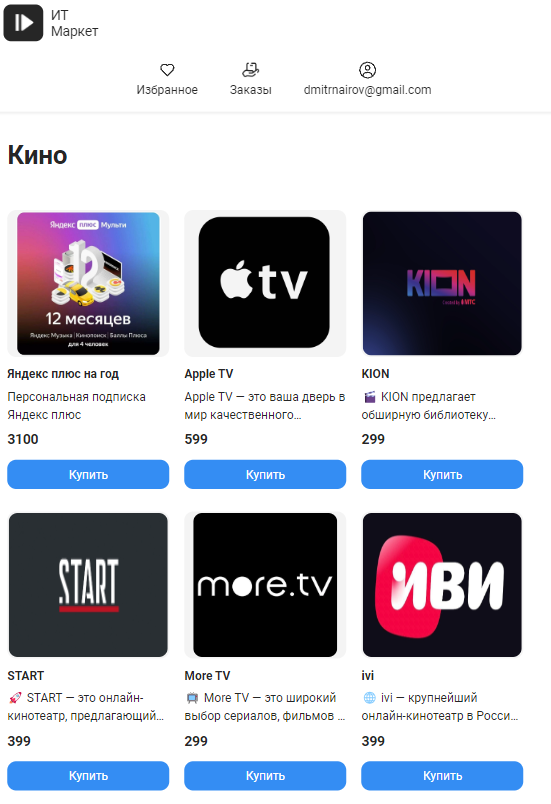 ИТ
Маркет
Избранное
Заказы
dmitrnairov@gmail.com
Кино
Яндекс плюс Мульти
12 месяцев
Яндекс Музыка | Кинопоиск | Баллы Плюса
для 4 человек
tv
KION
МТС
Яндекс плюс на год
Apple TV
KION
Персональная подписка
Яндекс плюс
Apple TV — это ваша дверь в
мир качественного...
🎬 KION предлагает
обширную библиотеку...
3100
599
299
Купить
Купить
Купить
START
more.tv
иви
START
More TV
ivi
🚀 START — это онлайн-
кинотеатр, предлагающий...
📺 More TV — это широкий
выбор сериалов, фильмов ...
🌐 ivi — крупнейший
онлайн-кинотеатр в Росси...
399
299
399
Купить
Купить
Купить